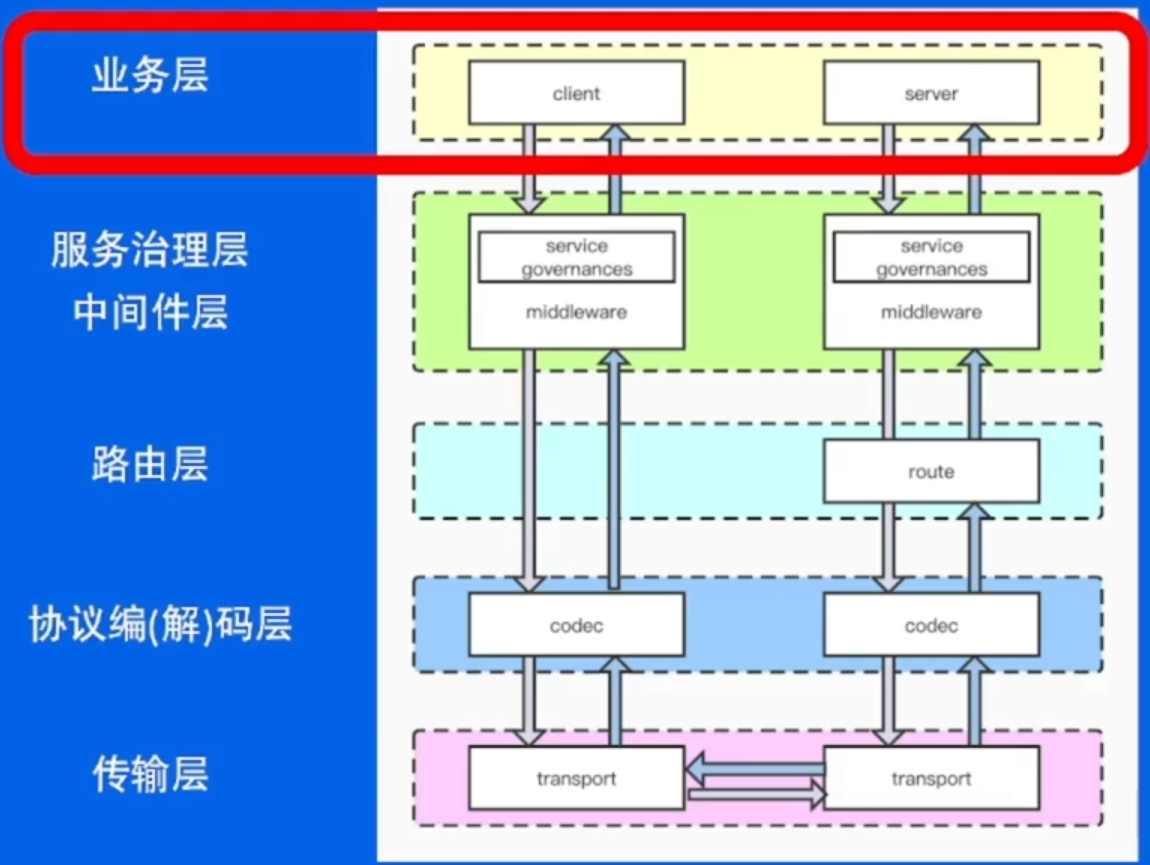 业务层
client
server
服务治理层
中间件层
service
governances
middleware
service
governances
middleware
路由层
route
协议编(解)码层
codec
codec
传输层
transport
transport